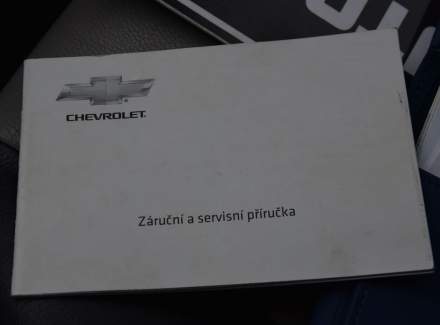 CHEVROLET
Záruční a servisní příručka